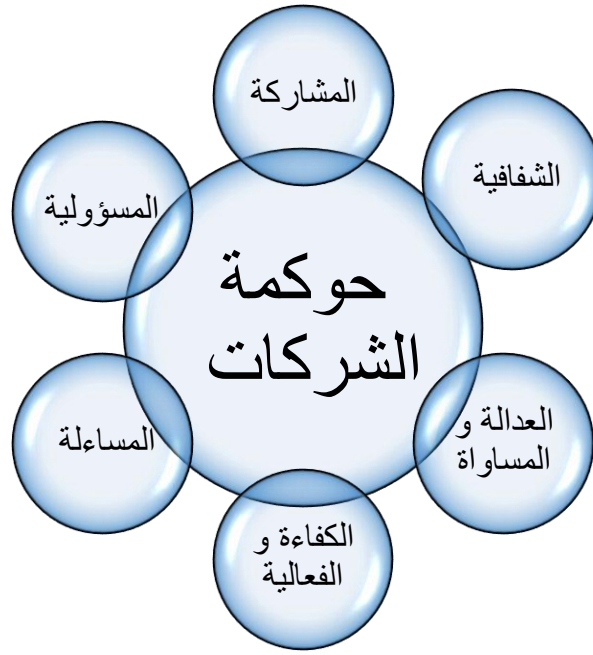 المشاركة
الشفافية
المسؤولية
حوكمة
الشركات
العدالة و
المساواة
المساءلة
الكفاءة و
الفعالية